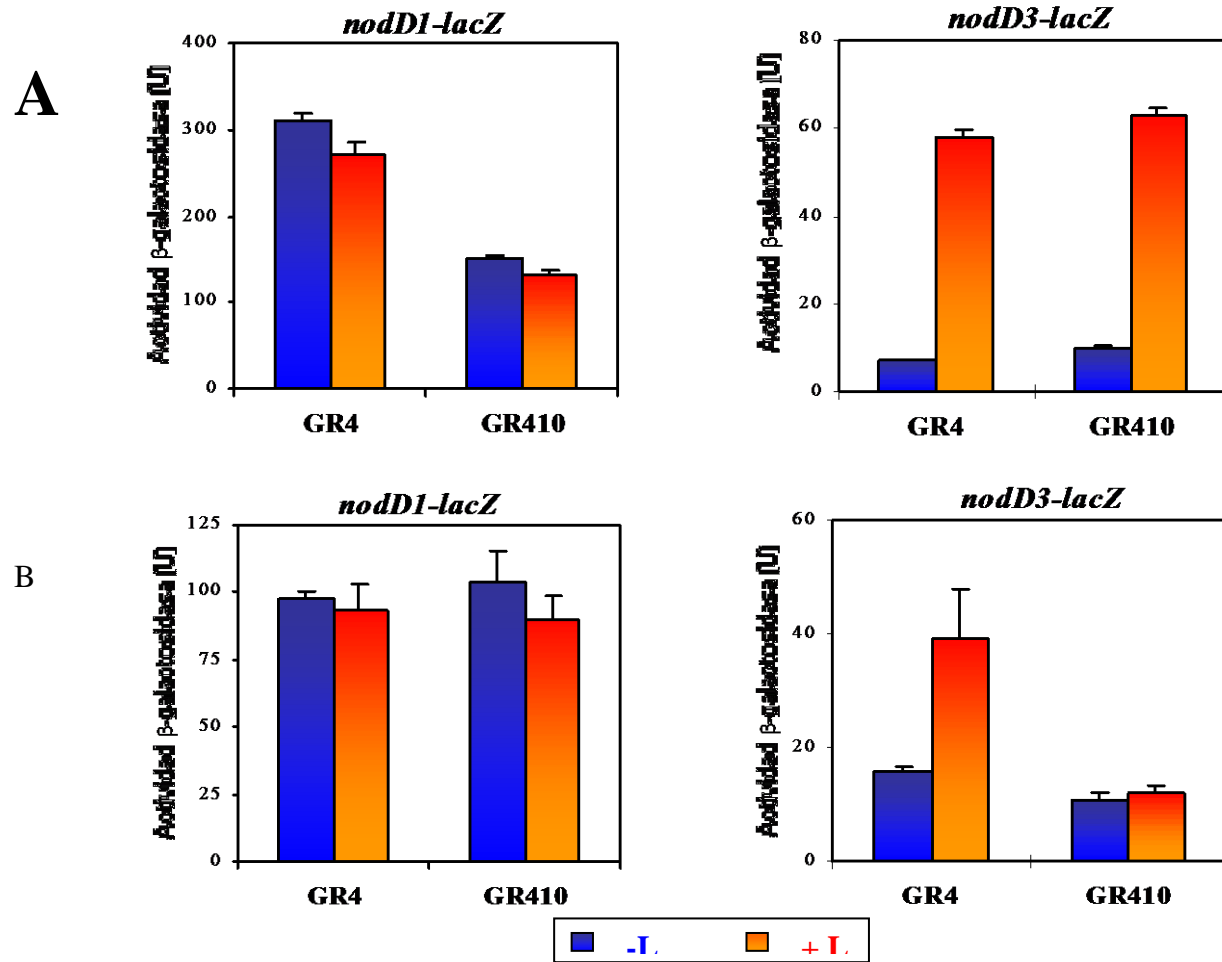 A
nodD1-lacZ
Actividad β-galactosidasa [U]
400
300
200
100
0
GR4 GR410
nodD3-lacZ
Actividad β-galactosidasa [U]
80
60
40
20
0
GR4 GR410
B
nodD1-lacZ
Actividad β-galactosidasa [U]
125
100
75
50
25
0
GR4 GR410
nodD3-lacZ
Actividad β-galactosidasa [U]
60
40
20
0
GR4 GR410